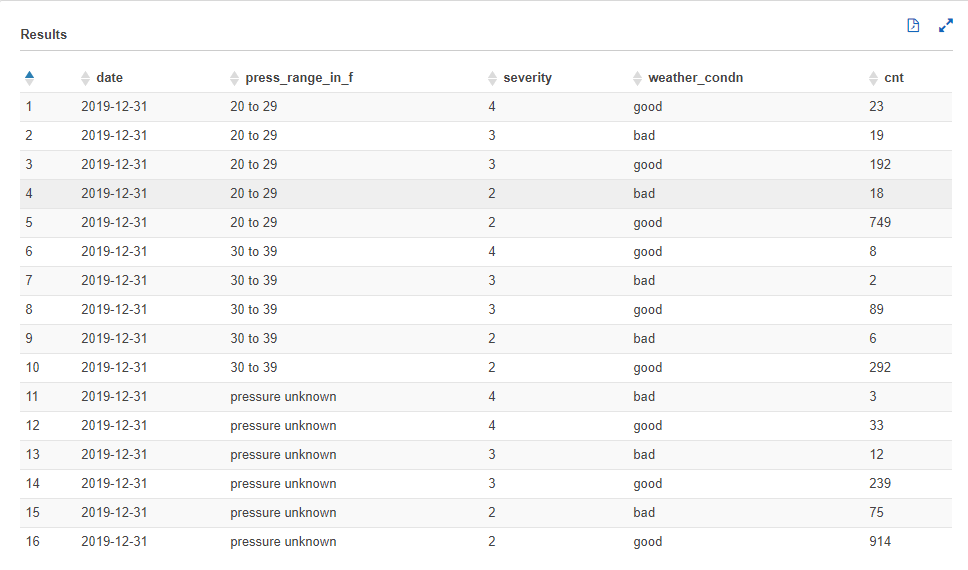 Results
date press_range_in_f severity weather_condn cnt
1 2019-12-31 20 to 29 4 good 23
2 2019-12-31 20 to 29 3 bad 19
3 2019-12-31 20 to 29 3 good 192
4 2019-12-31 20 to 29 2 bad 18
5 2019-12-31 20 to 29 2 good 749
6 2019-12-31 30 to 39 4 good 8
7 2019-12-31 30 to 39 3 bad 2
8 2019-12-31 30 to 39 3 good 89
9 2019-12-31 30 to 39 2 bad 6
10 2019-12-31 30 to 39 2 good 292
11 2019-12-31 pressure unknown 4 bad 3
12 2019-12-31 pressure unknown 4 good 33
13 2019-12-31 pressure unknown 3 bad 12
14 2019-12-31 pressure unknown 3 good 239
15 2019-12-31 pressure unknown 2 bad 75
16 2019-12-31 pressure unknown 2 good 914